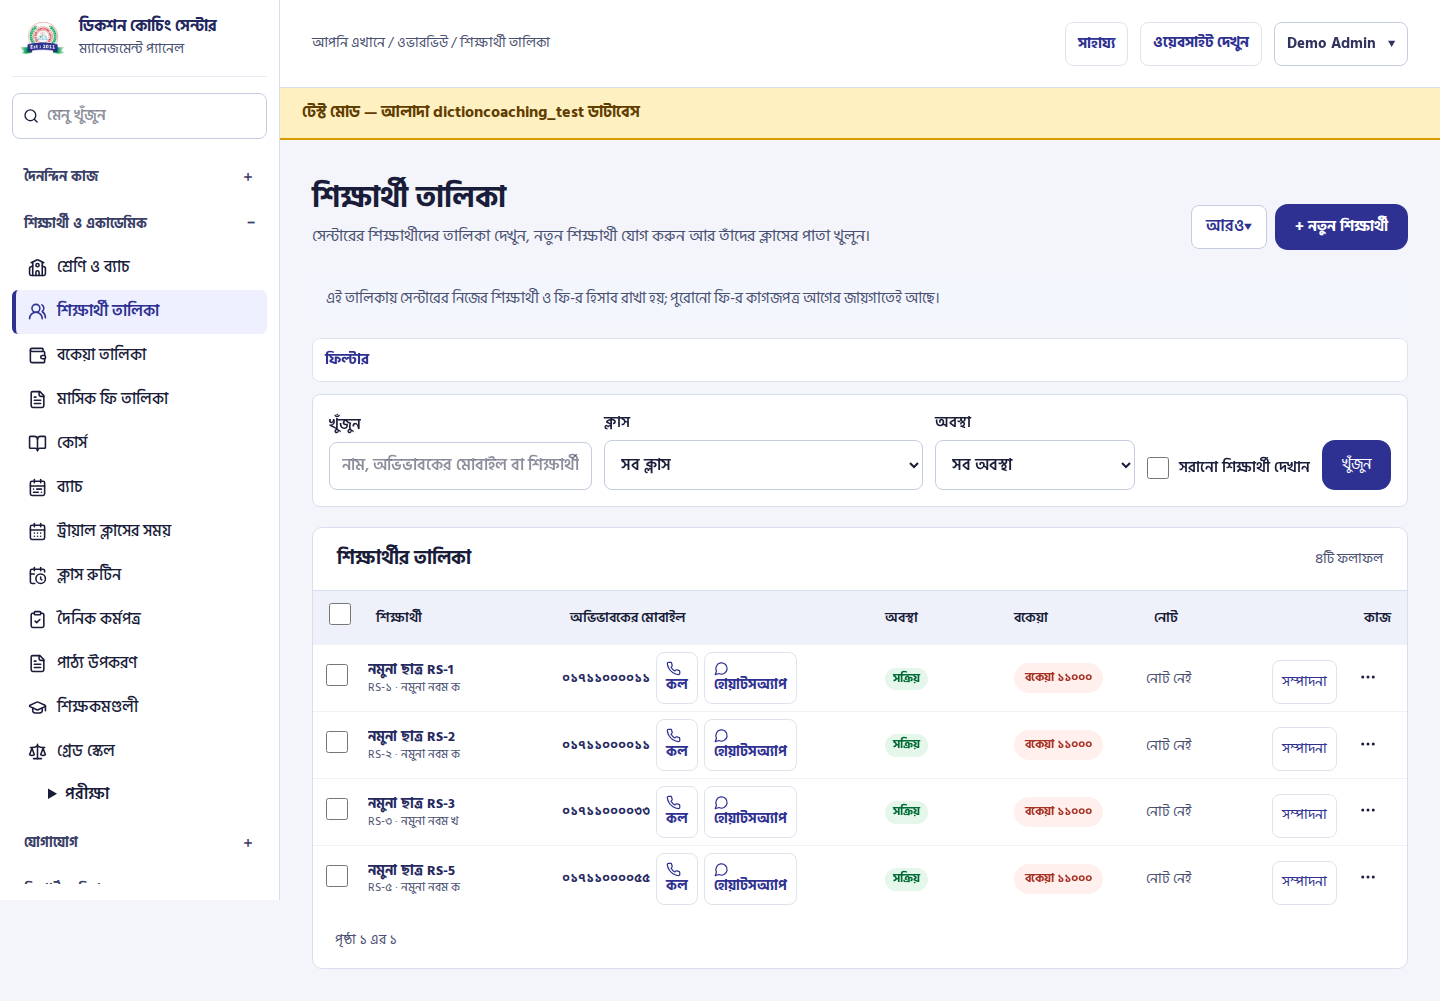 ডিকশন কোচিং সেন্টার
ম্যানেজমেন্ট প্যানেল
Est : 2011
মেনু খুঁজুন
দৈনন্দিন কাজ +
শিক্ষার্থী ও একাডেমিক −
শ্রেণি ও ব্যাচ
শিক্ষার্থী তালিকা
বকেয়া তালিকা
মাসিক ফি তালিকা
কোর্স
ব্যাচ
ট্রায়াল ক্লাসের সময়
ক্লাস রুটিন
দৈনিক কর্মপত্র
পাঠ্য উপকরণ
শিক্ষকমণ্ডলী
গ্রেড স্কেল
▶ পরীক্ষা
যোগাযোগ +
আপনি এখানে / ওভারভিউ / শিক্ষার্থী তালিকা
সাহায্য
ওয়েবসাইট দেখুন
Demo Admin ▾
টেস্ট মোড — আলাদা dictioncoaching_test ডাটাবেস
শিক্ষার্থী তালিকা
সেন্টারের শিক্ষার্থীদের তালিকা দেখুন, নতুন শিক্ষার্থী যোগ করুন আর তাঁদের ক্লাসের পাতা খুলুন।
আরও▾
+ নতুন শিক্ষার্থী
এই তালিকায় সেন্টারের নিজের শিক্ষার্থী ও ফি-র হিসাব রাখা হয়; পুরোনো ফি-র কাগজপত্র আগের জায়গাতেই আছে।
ফিল্টার
খুঁজুন ক্লাস অবস্থা
নাম, অভিভাবকের মোবাইল বা শিক্ষার্থী সব ক্লাস সব অবস্থা সরানো শিক্ষার্থী দেখান খুঁজুন
শিক্ষার্থীর তালিকা ৪টি ফলাফল
শিক্ষার্থী অভিভাবকের মোবাইল অবস্থা বকেয়া নোট কাজ
নমুনা ছাত্র RS-1
RS-১ · নমুনা নবম ক
০১৭১১০০০০১১ কল হোয়াটসঅ্যাপ সক্রিয় বকেয়া ১১০০০ নোট নেই সম্পাদনা ···
নমুনা ছাত্র RS-2
RS-২ · নমুনা নবম ক
০১৭১১০০০০১১ কল হোয়াটসঅ্যাপ সক্রিয় বকেয়া ১১০০০ নোট নেই সম্পাদনা ···
নমুনা ছাত্র RS-3
RS-৩ · নমুনা নবম খ
০১৭১১০০০০৩৩ কল হোয়াটসঅ্যাপ সক্রিয় বকেয়া ১১০০০ নোট নেই সম্পাদনা ···
নমুনা ছাত্র RS-5
RS-৫ · নমুনা নবম ক
০১৭১১০০০০৫৫ কল হোয়াটসঅ্যাপ সক্রিয় বকেয়া ১১০০০ নোট নেই সম্পাদনা ···
পৃষ্ঠা ১ এর ১